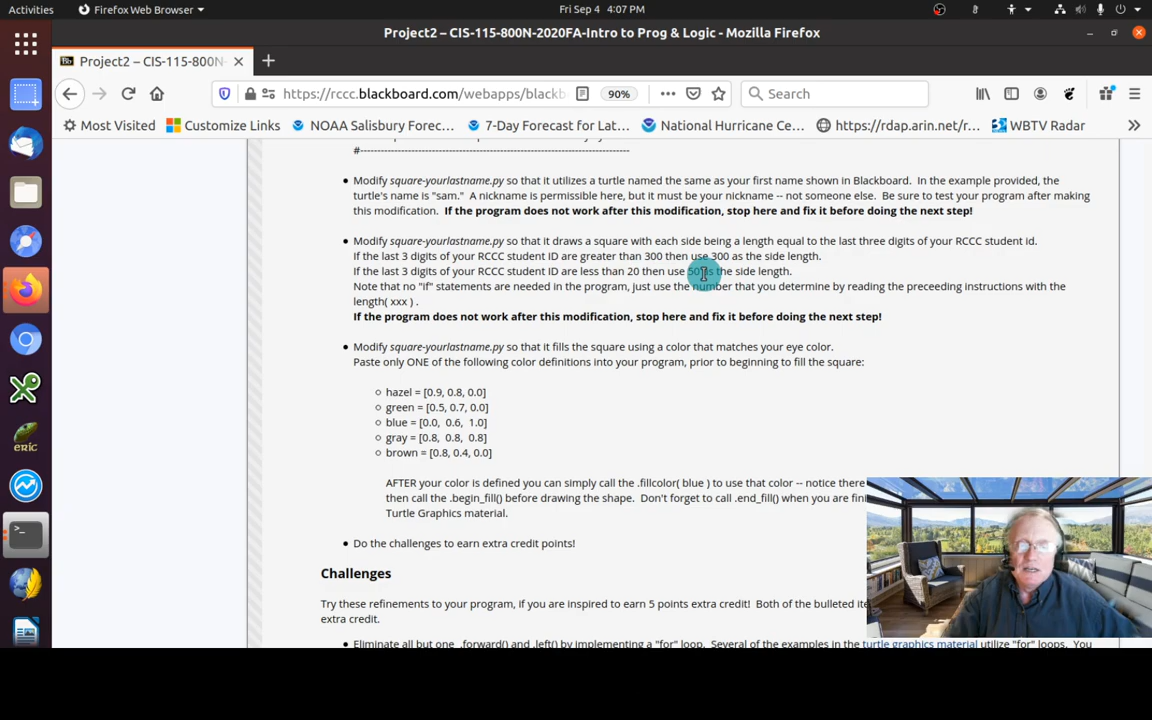 Activities
Firefox Web Browser
Fri Sep 4 4:07 PM
Project2 – CIS-115-800N-2020FA-Intro to Prog & Logic - Mozilla Firefox
Bb
Project2 – CIS-115-800N-
https://rccc.blackboard.com/webapps/blackb
90%
Search
Most Visited
Customize Links
NOAA Salisbury Forec...
7-Day Forecast for Lat...
National Hurricane Ce...
https://rdap.arin.net/r...
WBTV Radar
Modify square-yourlastname.py so that it utilizes a turtle named the same as your first name shown in Blackboard. In the example provided, the
turtle's name is "sam." A nickname is permissible here, but it must be your nickname -- not someone else. Be sure to test your program after making
this modification. If the program does not work after this modification, stop here and fix it before doing the next step!
Modify square-yourlastname.py so that it draws a square with each side being a length equal to the last three digits of your RCCC student id.
If the last 3 digits of your RCCC student ID are greater than 300 then use 300 as the side length.
If the last 3 digits of your RCCC student ID are less than 20 then use 50 as the side length.
Note that no "if" statements are needed in the program, just use the number that you determine by reading the preceeding instructions with the
length( xxx ) .
If the program does not work after this modification, stop here and fix it before doing the next step!
Modify square-yourlastname.py so that it fills the square using a color that matches your eye color.
Paste only ONE of the following color definitions into your program, prior to beginning to fill the square:
hazel = [0.9, 0.8, 0.0]
green = [0.5, 0.7, 0.0]
blue = [0.0, 0.6, 1.0]
gray = [0.8, 0.8, 0.8]
brown = [0.8, 0.4, 0.0]
AFTER your color is defined you can simply call the .fillcolor( blue ) to use that color -- notice there
then call the .begin_fill() before drawing the shape. Don't forget to call .end_fill() when you are fini
Turtle Graphics material.
Do the challenges to earn extra credit points!
Challenges
Try these refinements to your program, if you are inspired to earn 5 points extra credit! Both of the bulleted ite
extra credit.
Eliminate all but one .forward() and .left() by implementing a "for" loop. Several of the examples in the turtle graphics material utilize "for" loops. You
eric